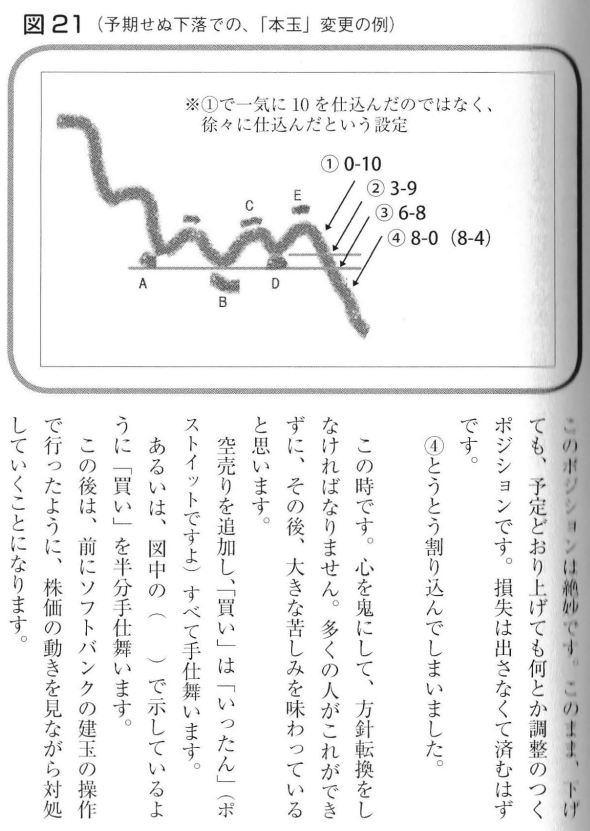 図21（予期せぬ下落での、「本玉」変更の例）
※①で一気に10を仕込んだのではなく、
徐々に仕込んだという設定
① 0-10
② 3-9
③ 6-8
④ 8-0（8-4）
C
E
A
B
D
このポジションは絶妙です。このまま、下げ
ても、予定どおり上げても何とか調整のつく
ポジションです。損失は出さなくて済むはず
です。
④とうとう割り込んでしまいました。
この時です。心を鬼にして、方針転換をし
なければなりません。多くの人がこれができ
ずに、その後、大きな苦しみを味わっている
と思います。
空売りを追加し、「買い」は「いったん」（ポ
ストイットですよ）すべて手仕舞います。
あるいは、図中の（　）で示しているよ
うに「買い」を半分手仕舞います。
この後は、前にソフトバンクの建玉の操作
で行ったように、株価の動きを見ながら対処
していくことになります。